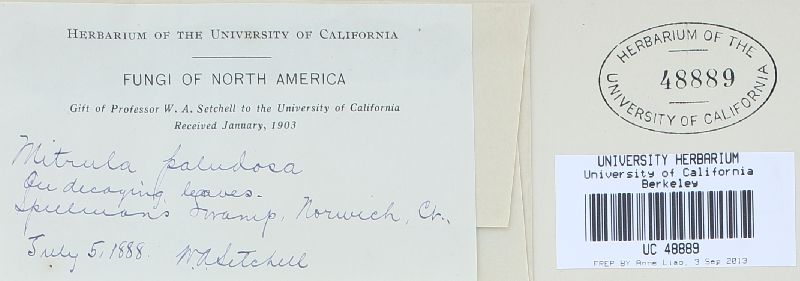 HERBARIUM OF THE UNIVERSITY OF CALIFORNIA
FUNGI OF NORTH AMERICA
Gift of Professor W. A. Setchell to the University of California
Received January, 1903
Mitrula paludosa
On decaying leaves.
Spielman's Swamp, Norwich, Ct.,
July 5, 1888. W.A. Setchell
HERBARIUM OF THE
48889
UNIVERSITY OF CALIFORNIA
UNIVERSITY HERBARIUM
University of California
Berkeley
UC 48889
PREP BY Anne Liao, 3 Sep 2013